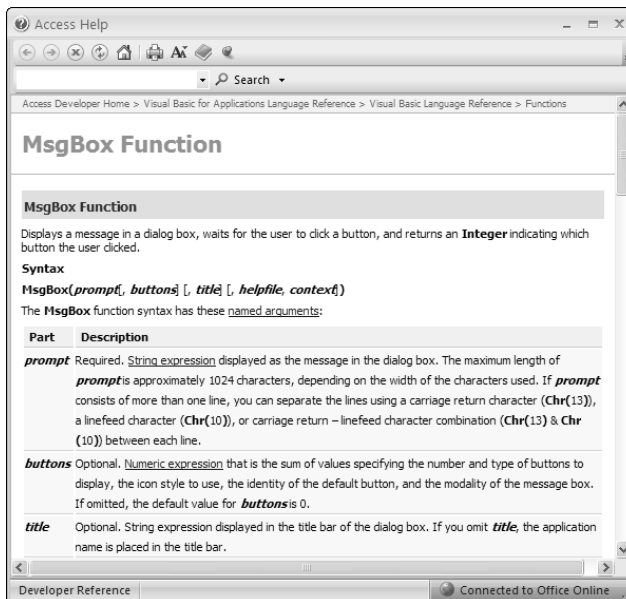 Access Help
Search
Access Developer Home > Visual Basic for Applications Language Reference > Visual Basic Language Reference > Functions
MsgBox Function
MsgBox Function
Displays a message in a dialog box, waits for the user to click a button, and returns an Integer indicating which
button the user clicked.
Syntax
MsgBox(prompt[, buttons] [, title] [, helpfile, context])
The MsgBox function syntax has these named arguments:
Part Description
prompt Required. String expression displayed as the message in the dialog box. The maximum length of
prompt is approximately 1024 characters, depending on the width of the characters used. If prompt
consists of more than one line, you can separate the lines using a carriage return character (Chr(13)),
a linefeed character (Chr(10)), or carriage return – linefeed character combination (Chr(13) & Chr
(10)) between each line.
buttons Optional. Numeric expression that is the sum of values specifying the number and type of buttons to
display, the icon style to use, the identity of the default button, and the modality of the message box.
If omitted, the default value for buttons is 0.
title Optional. String expression displayed in the title bar of the dialog box. If you omit title, the application
name is placed in the title bar.
Developer Reference
Connected to Office Online